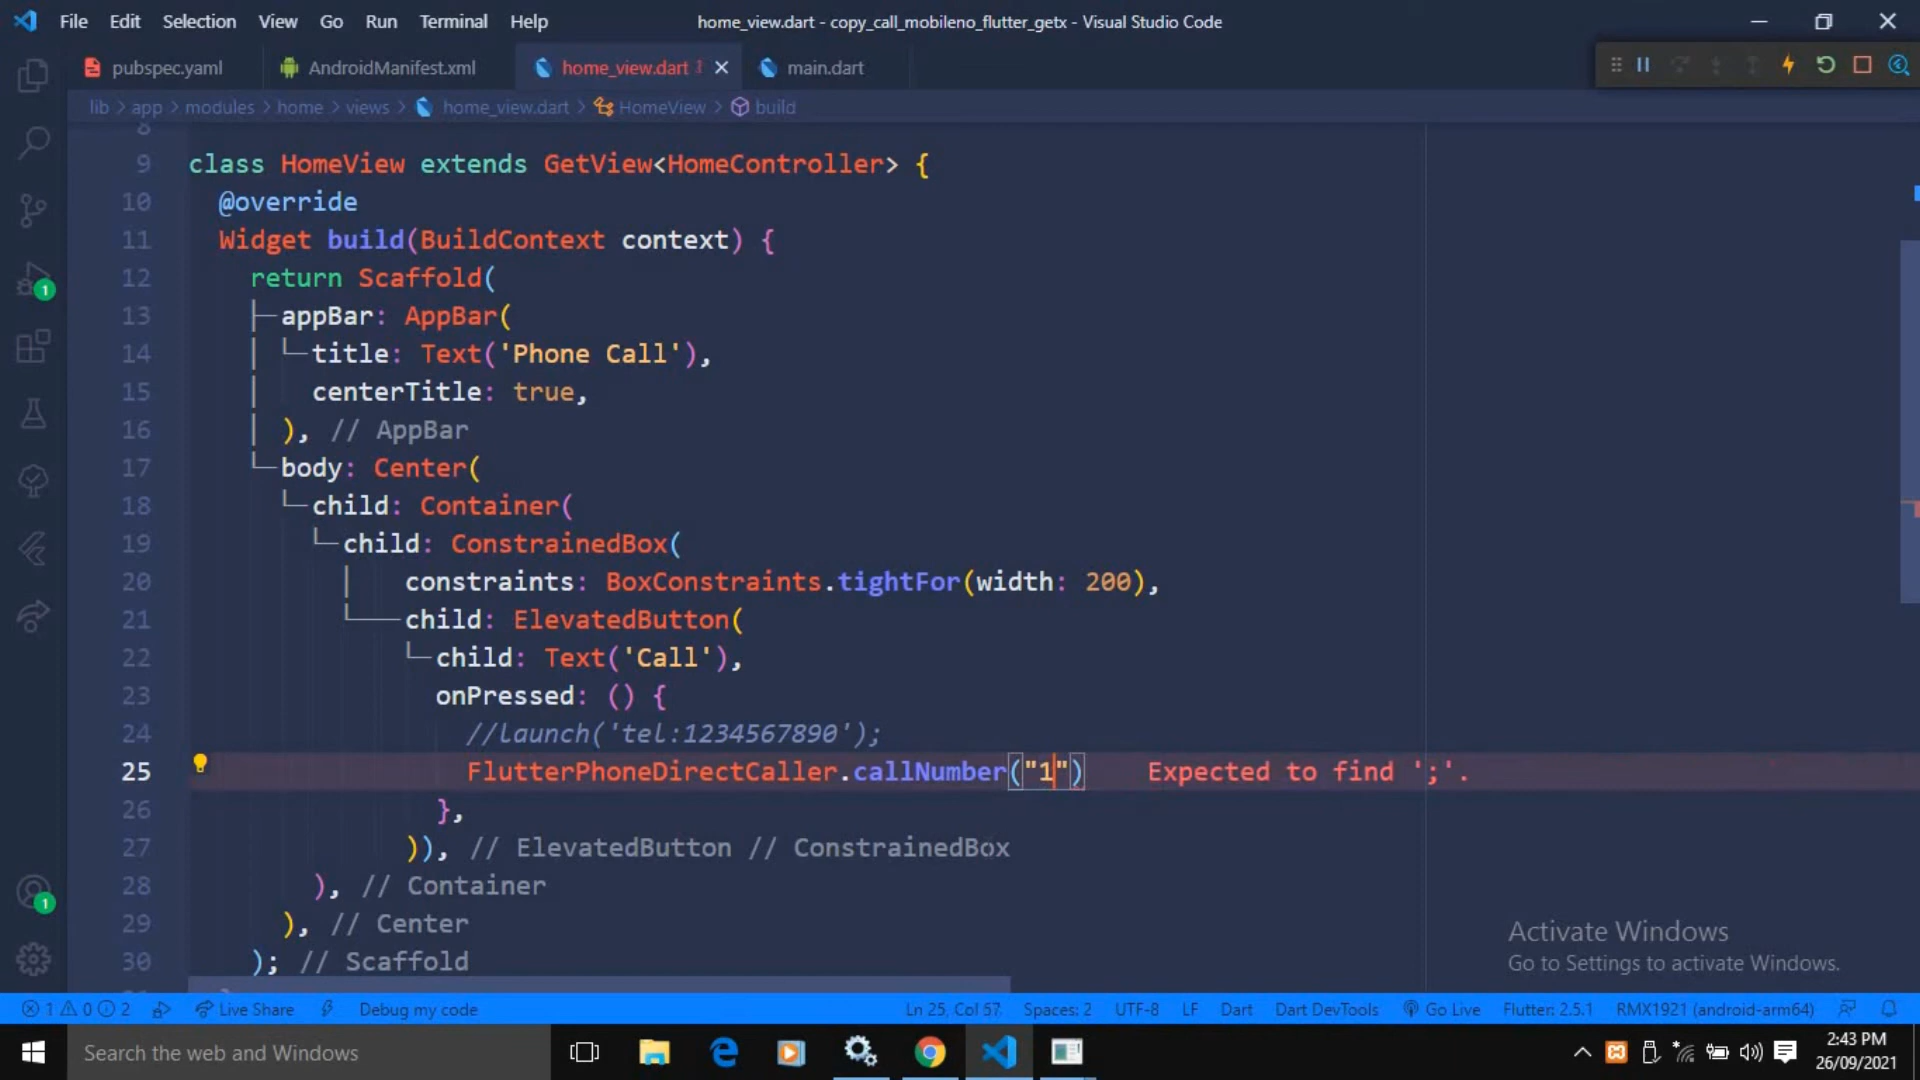 File Edit Selection View Go Run Terminal Help home_view.dart - copy_call_mobileno_flutter_getx - Visual Studio Code
pubspec.yaml AndroidManifest.xml home_view.dart 1 main.dart
lib > app > modules > home > views > home_view.dart > HomeView > build
8
9 class HomeView extends GetView<HomeController> {
10 @override
11 Widget build(BuildContext context) {
12 return Scaffold(
13 appBar: AppBar(
14 title: Text('Phone Call'),
15 centerTitle: true,
16 ), // AppBar
17 body: Center(
18 child: Container(
19 child: ConstrainedBox(
20 constraints: BoxConstraints.tightFor(width: 200),
21 child: ElevatedButton(
22 child: Text('Call'),
23 onPressed: () {
24 //launch('tel:1234567890');
25 FlutterPhoneDirectCaller.callNumber("1") Expected to find ';'.
26 },
27 )), // ElevatedButton // ConstrainedBox
28 ), // Container
29 ), // Center
30 ); // Scaffold
1
1
Activate Windows
Go to Settings to activate Windows.
1 0 2 Live Share Debug my code Ln 25, Col 57 Spaces: 2 UTF-8 LF Dart Dart DevTools Go Live Flutter: 2.5.1 RMX1921 (android-arm64)
Search the web and Windows
2:43 PM
26/09/2021